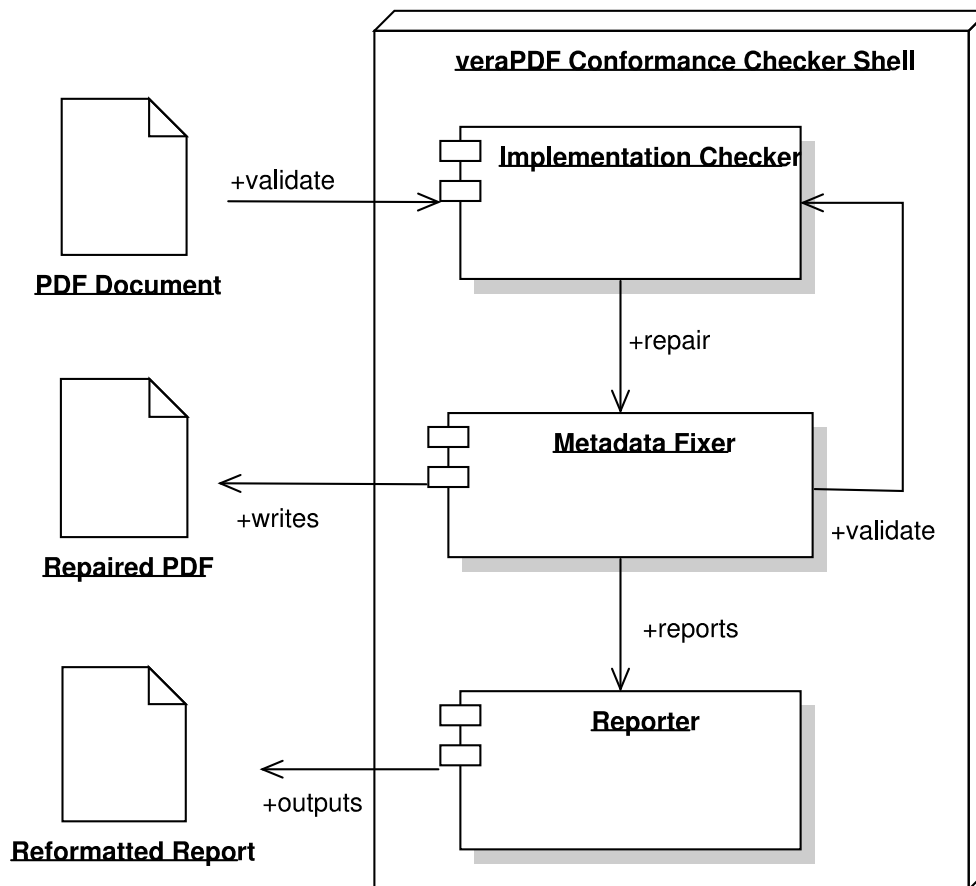 veraPDF Conformance Checker Shell
Implementation Checker
+validate
PDF Document
+repair
Metadata Fixer
+writes
+validate
Repaired PDF
+reports
Reporter
+outputs
Reformatted Report